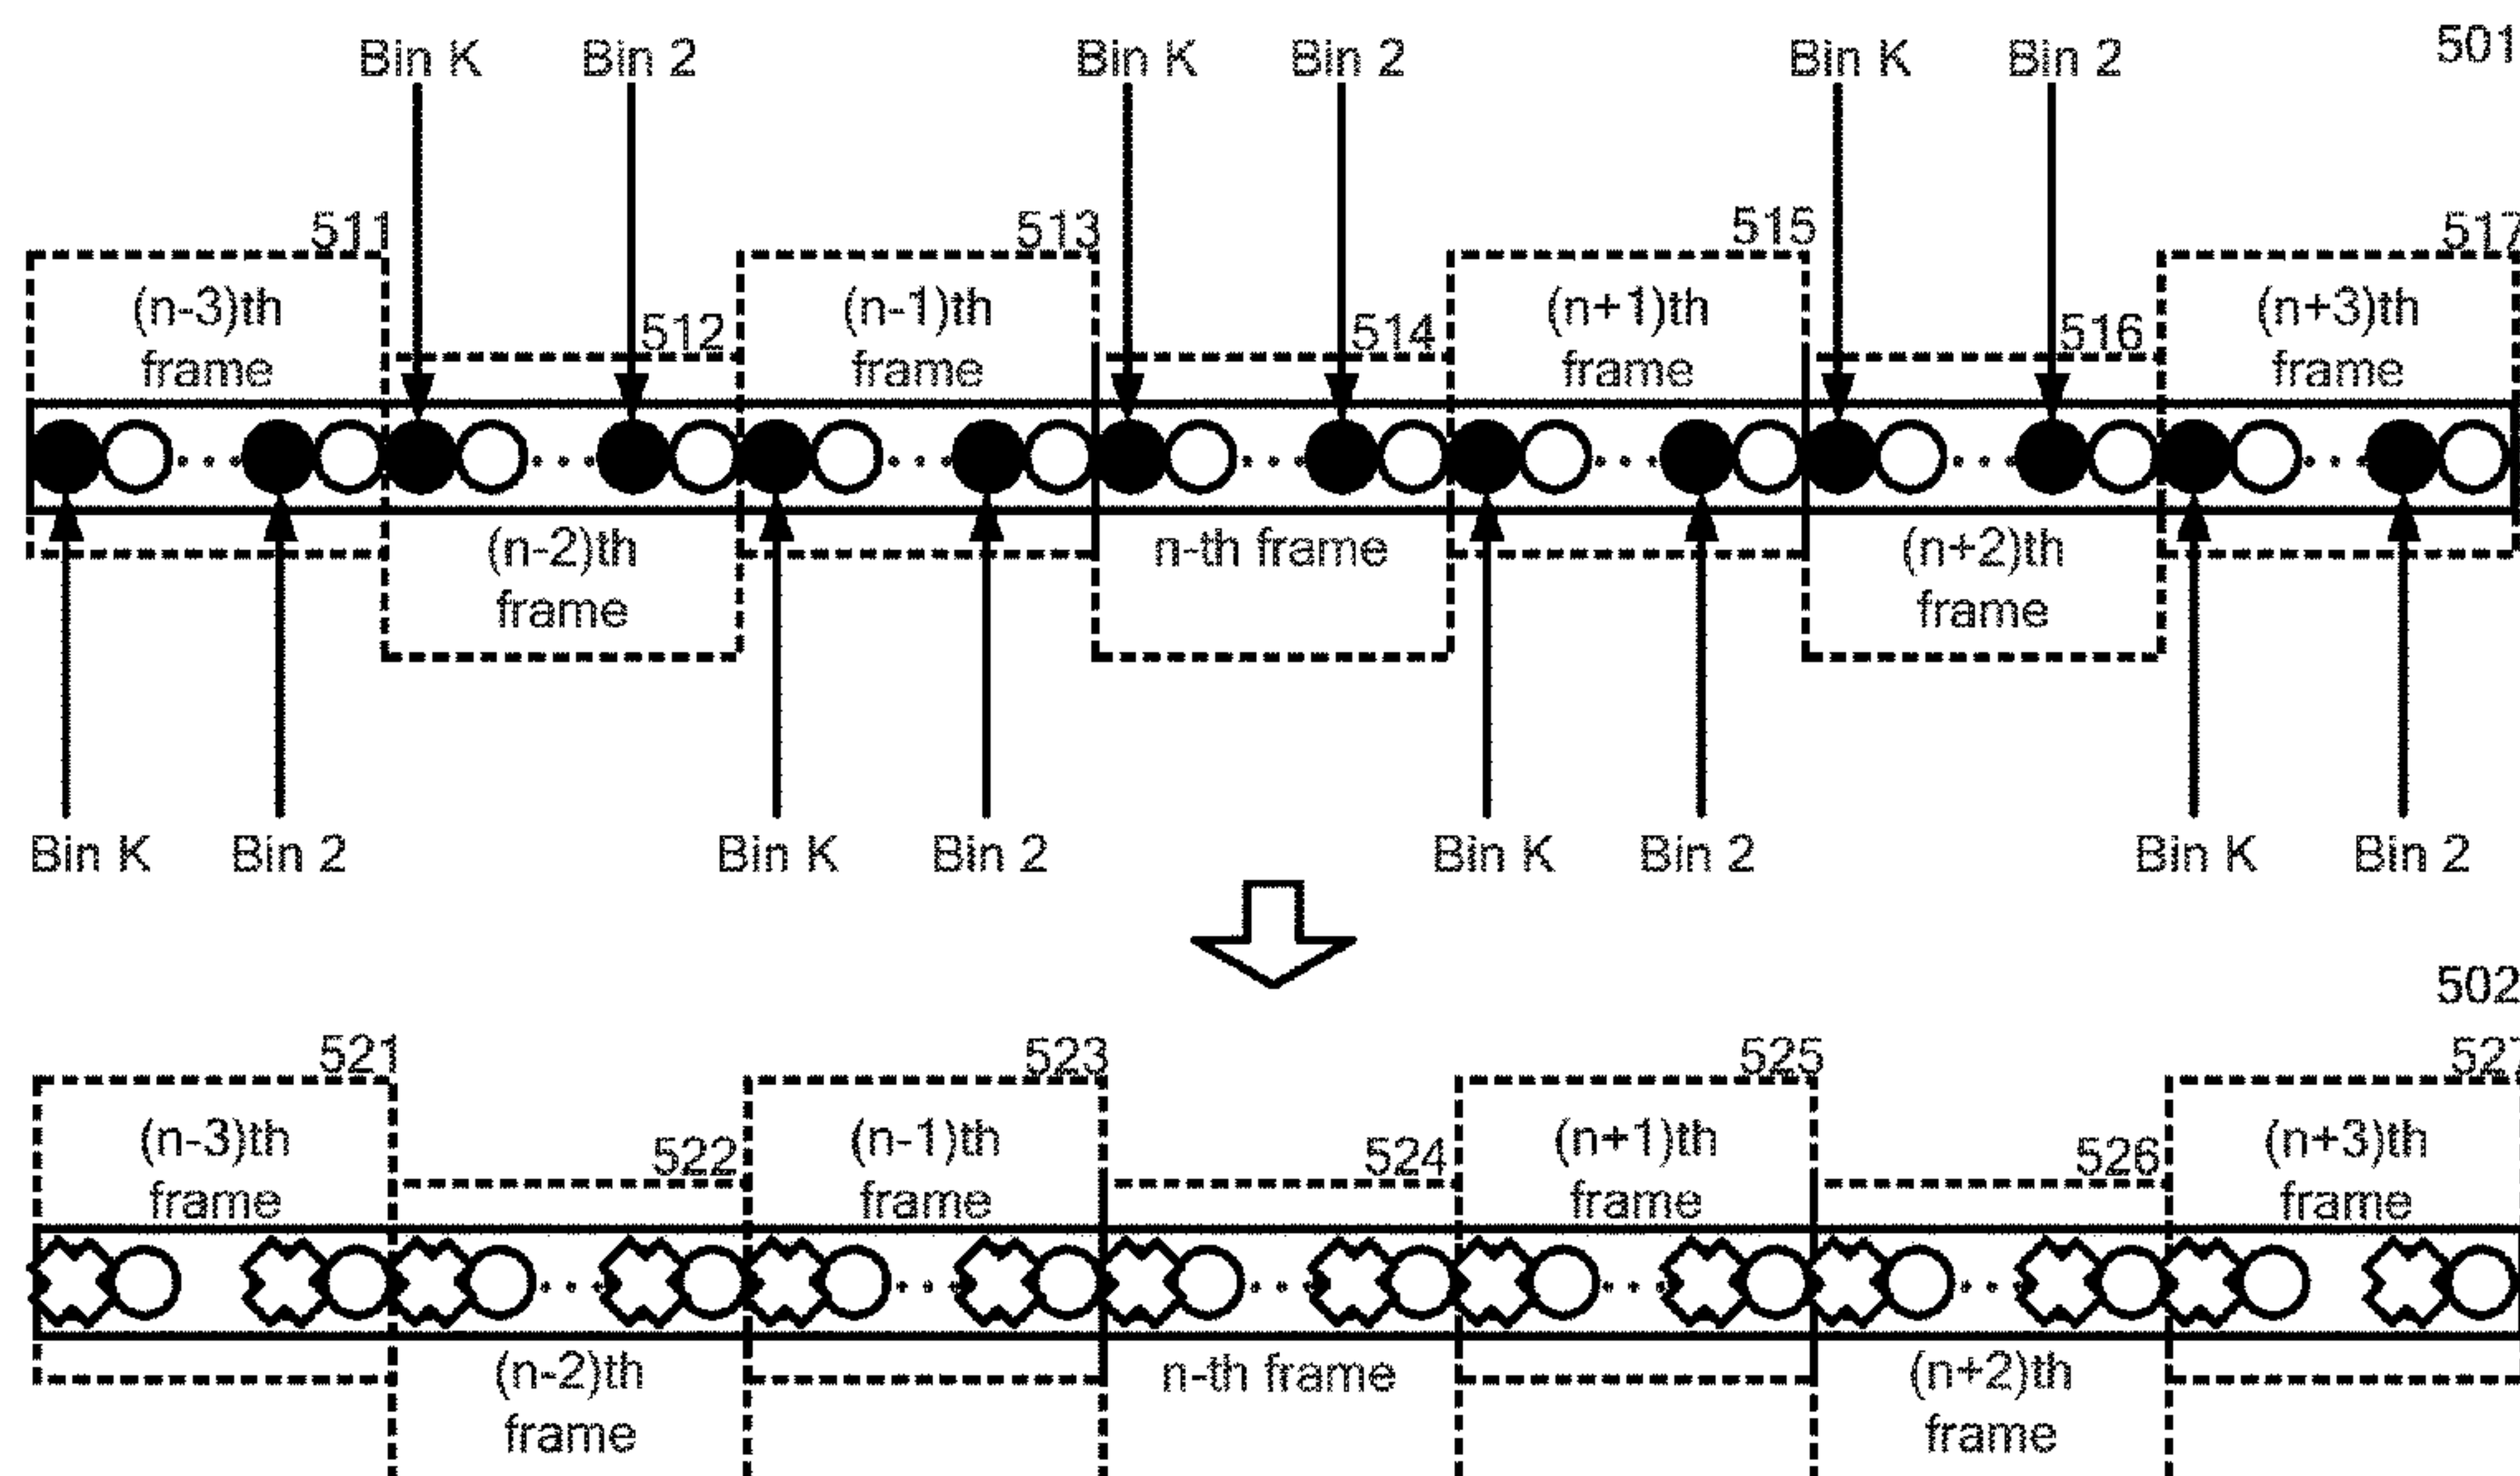 Bin K Bin 2 Bin K Bin 2 Bin K Bin 2 501
511 513 515 517
(n-3)th (n-1)th (n+1)th (n+3)th
512 514 516
frame frame frame frame
(n-2)th n-th frame (n+2)th
frame frame
Bin K Bin 2 Bin K Bin 2 Bin K Bin 2 Bin K Bin 2
502
521 523 525 527
(n-3)th (n-1)th (n+1)th (n+3)th
522 524 526
frame frame frame frame
(n-2)th n-th frame (n+2)th
frame frame